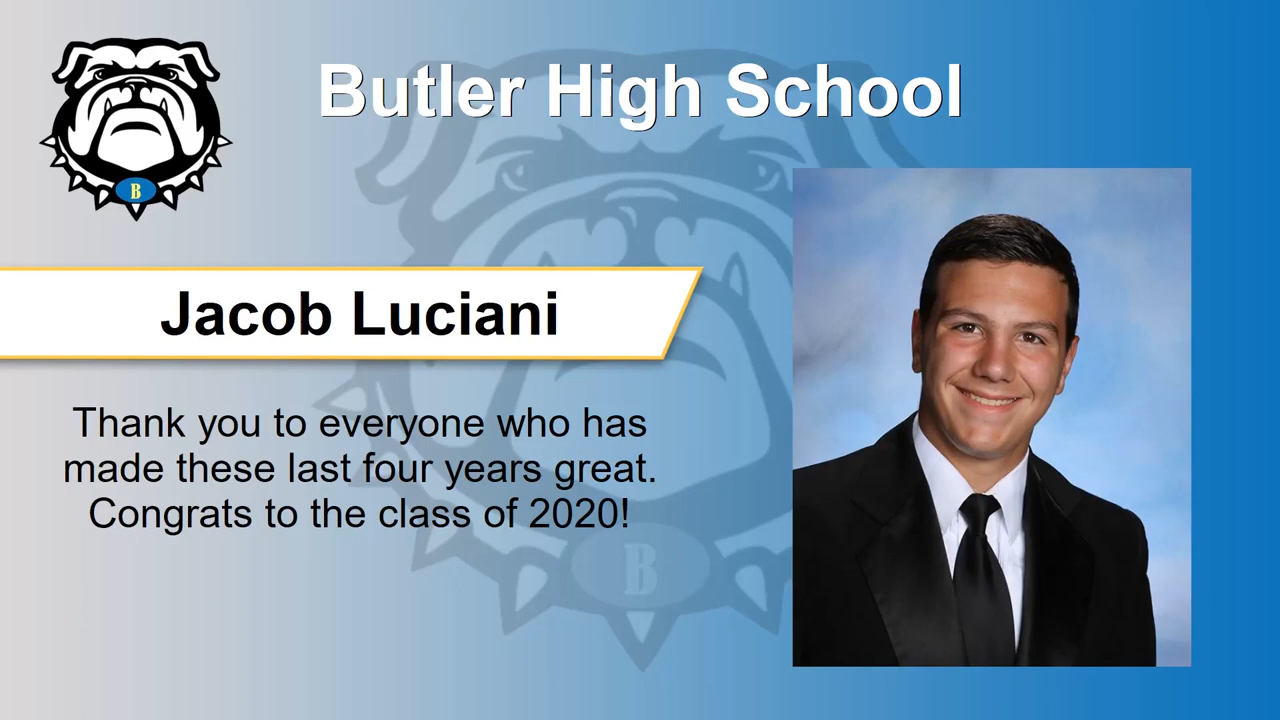 Butler High School
B
Jacob Luciani
Thank you to everyone who has
made these last four years great.
Congrats to the class of 2020!
B